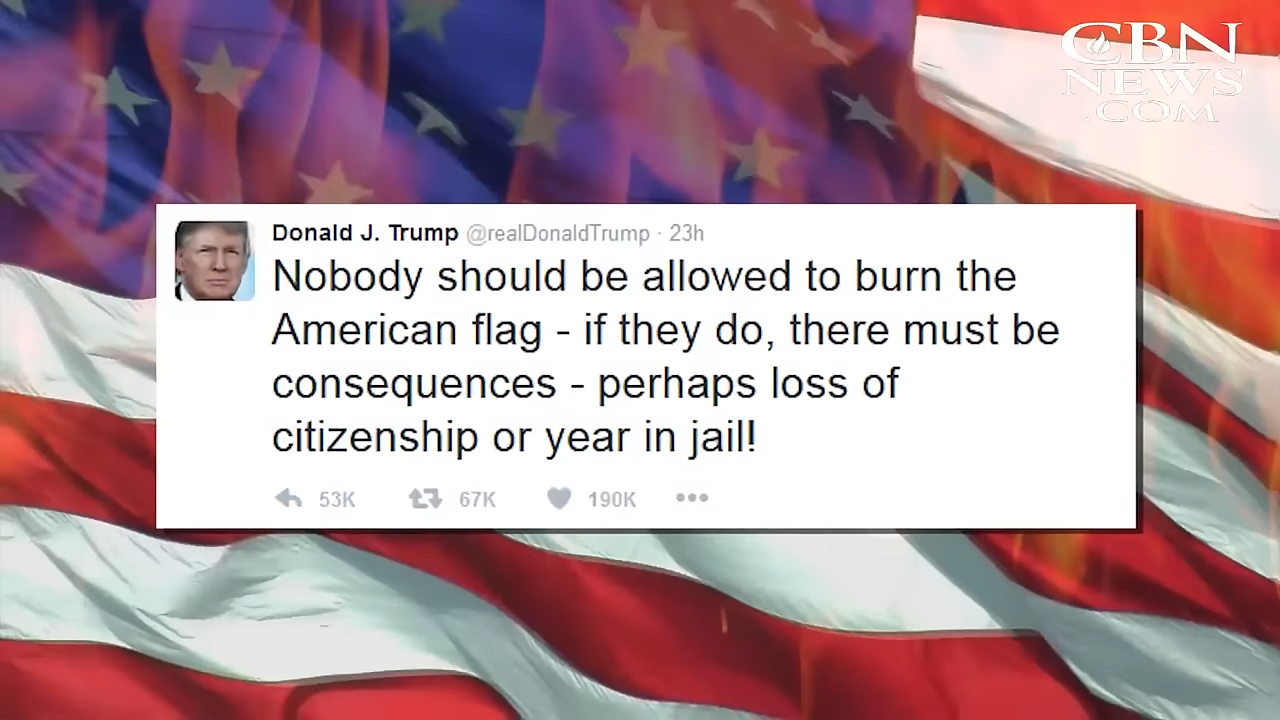 CBN
NEWS
.COM
Donald J. Trump @realDonaldTrump · 23h
Nobody should be allowed to burn the
American flag - if they do, there must be
consequences - perhaps loss of
citizenship or year in jail!
53K 67K 190K •••